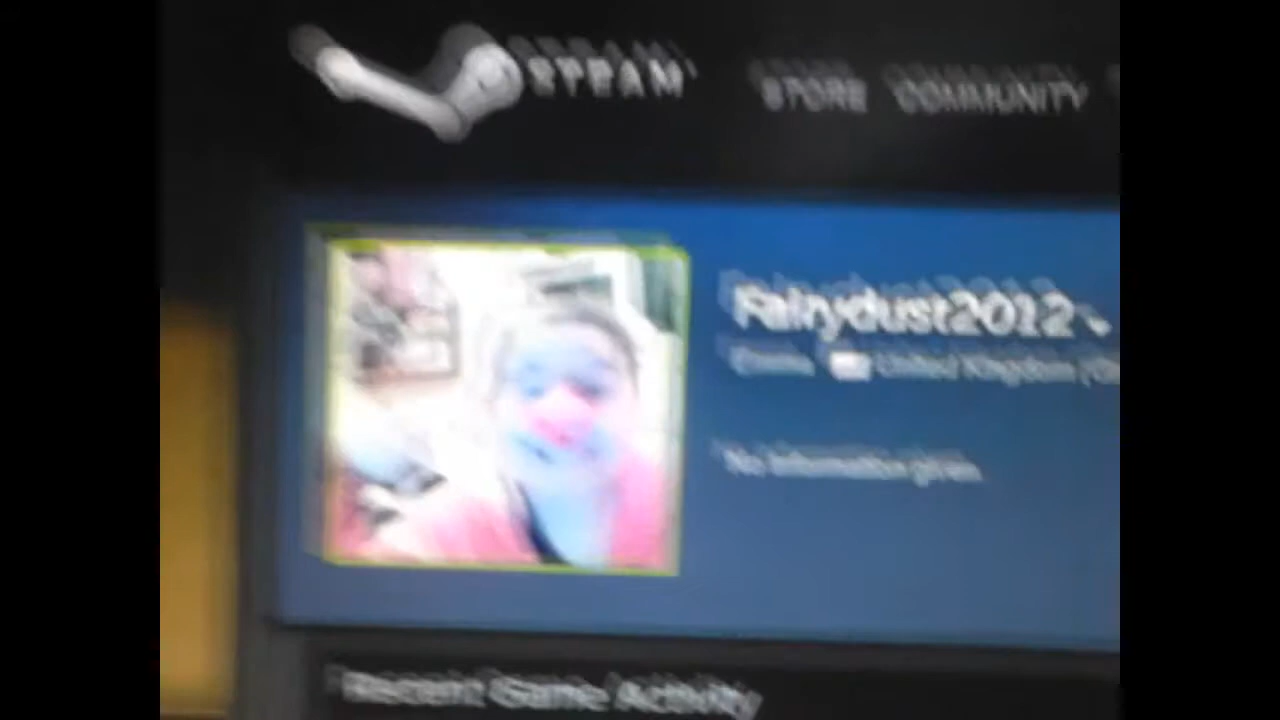 STEAM
STORE COMMUNITY
Fairydust2012
United Kingdom
No information given.
Recent Game Activity